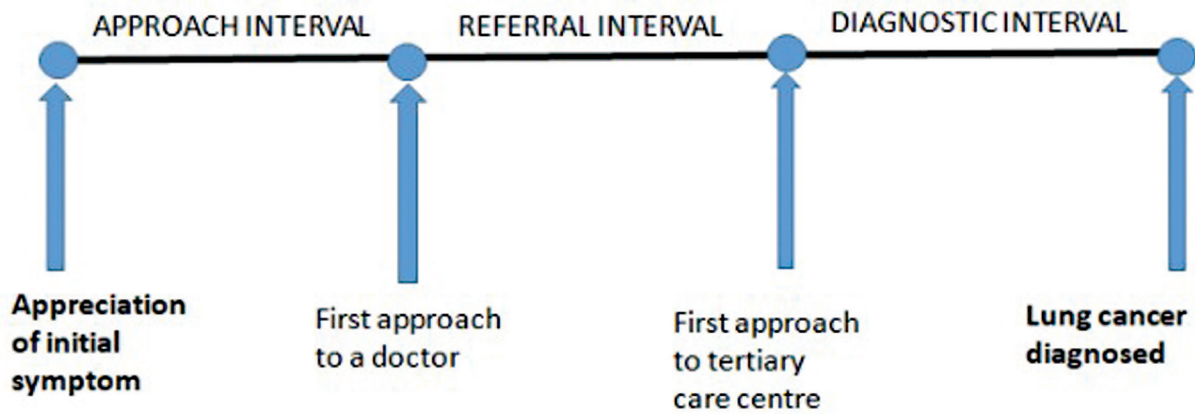 APPROACH INTERVAL
REFERRAL INTERVAL
DIAGNOSTIC INTERVAL
Appreciation
of initial
symptom
First approach
to a doctor
First approach
to tertiary
care centre
Lung cancer
diagnosed